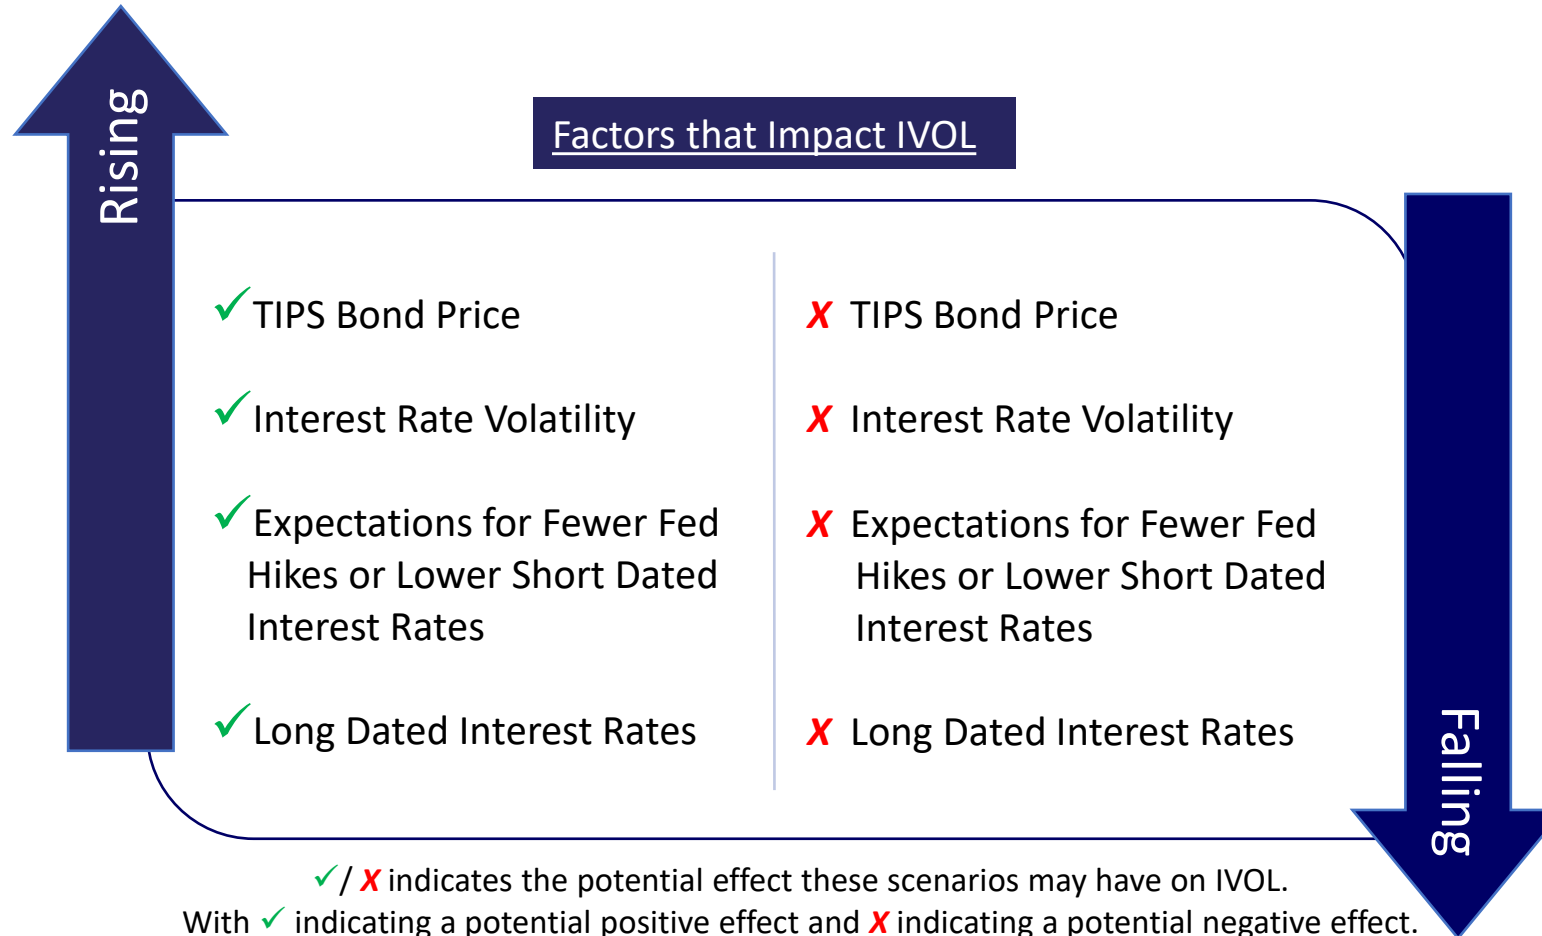 Rising
Factors that Impact IVOL
✓TIPS Bond Price
✓Interest Rate Volatility
✓Expectations for Fewer Fed
Hikes or Lower Short Dated
Interest Rates
✓Long Dated Interest Rates
X TIPS Bond Price
X Interest Rate Volatility
X Expectations for Fewer Fed
Hikes or Lower Short Dated
Interest Rates
X Long Dated Interest Rates
Falling
✓/ X indicates the potential effect these scenarios may have on IVOL.
With ✓ indicating a potential positive effect and X indicating a potential negative effect.